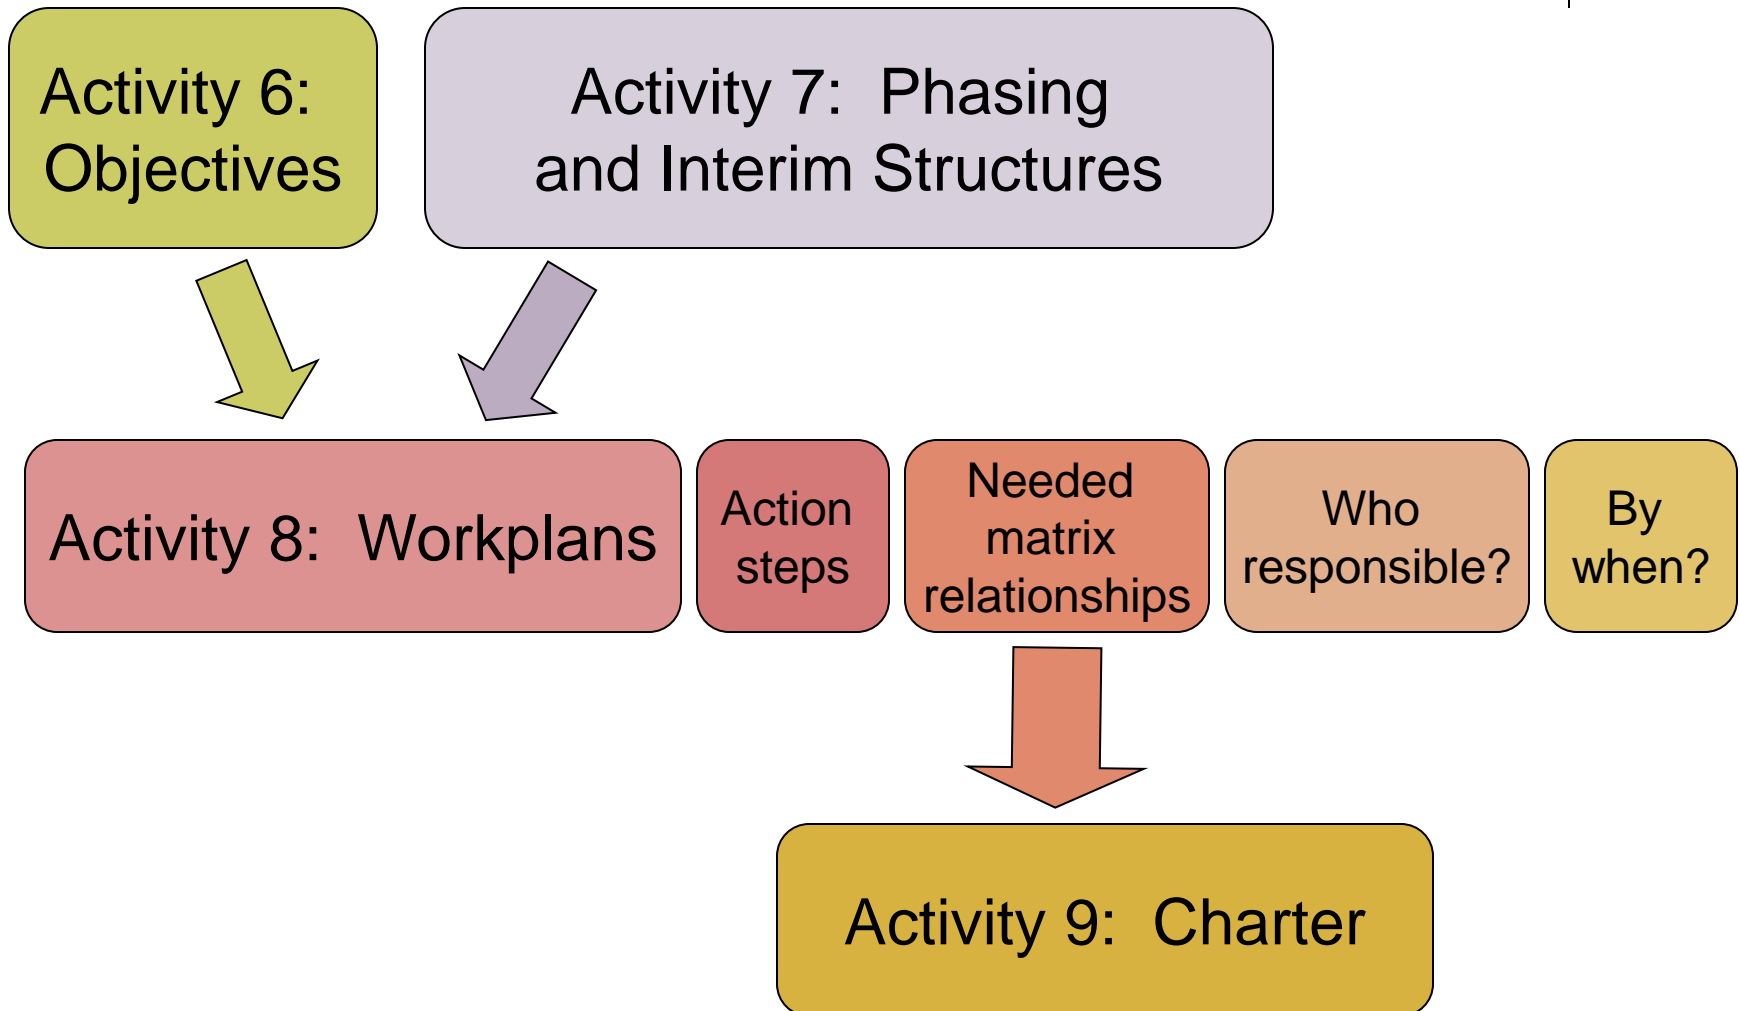 Activity 6:
Objectives
Activity 7:  Phasing
and Interim Structures
Activity 8:  Workplans
Action
steps
Needed
matrix
relationships
Who
responsible?
By
when?
Activity 9:  Charter